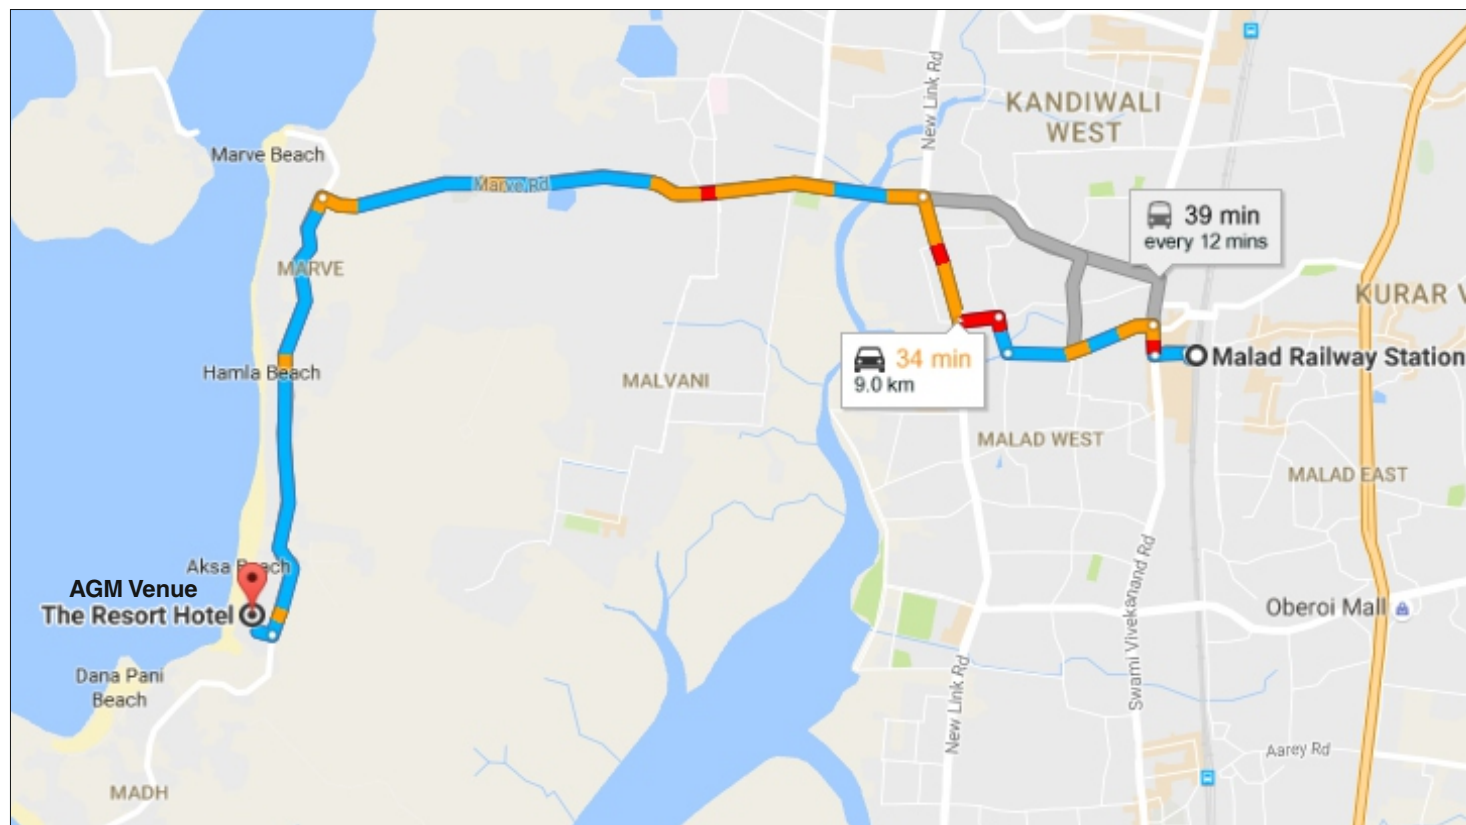 New Link Rd
KANDIWALI
WEST
Marve Beach
Marve Rd
39 min
every 12 mins
MARVE
KURAR V
34 min
9.0 km
Malad Railway Station
Hamla Beach
MALVANI
MALAD WEST
MALAD EAST
Aksa Beach
AGM Venue
The Resort Hotel
Swami Vivekanand Rd
Oberoi Mall
Dana Pani
Beach
New Link Rd
Aarey Rd
MADH